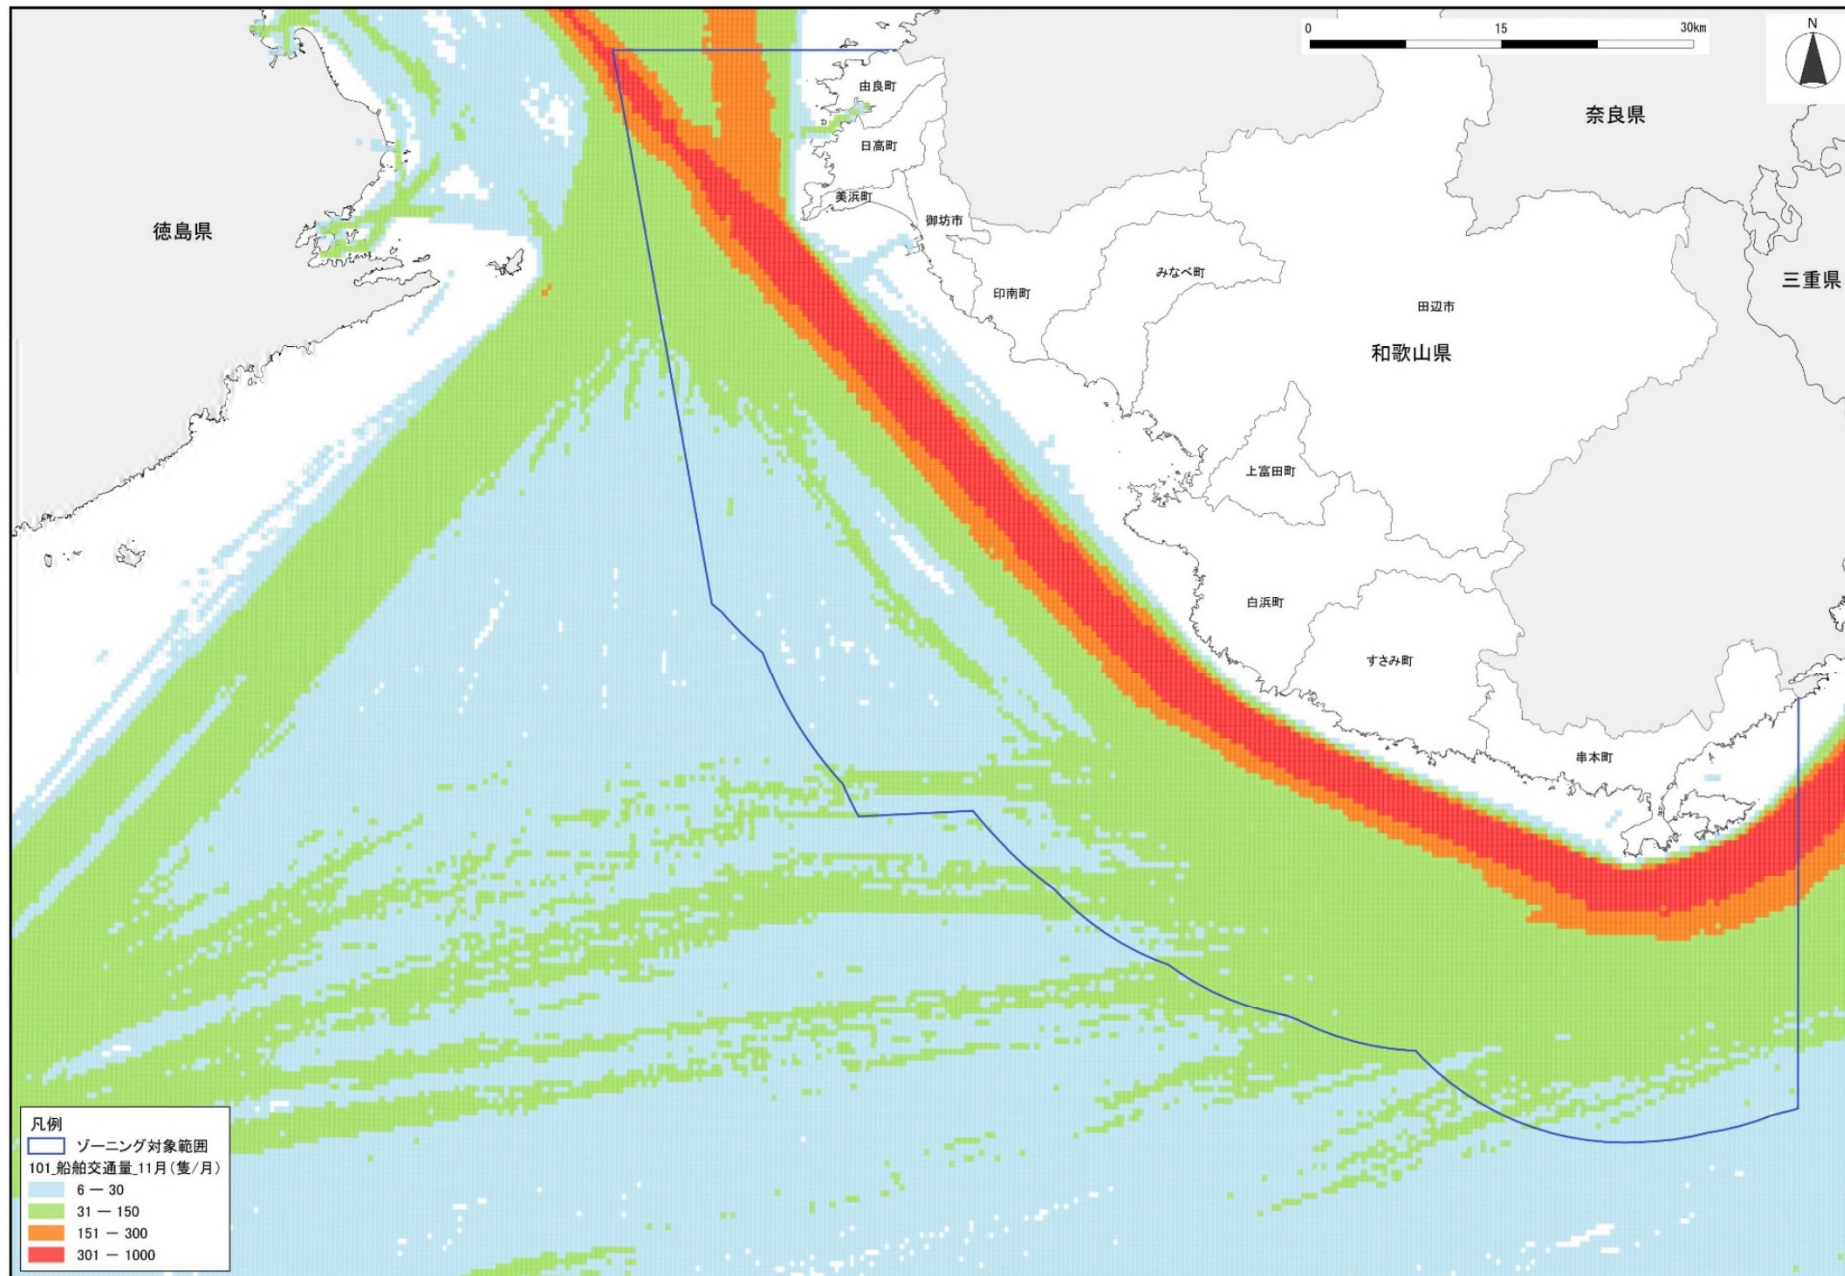 0 15 30km
N
由良町
奈良県
日高町
美浜町
御坊市
徳島県
みなべ町
三重県
印南町
田辺市
和歌山県
上富田町
白浜町
すさみ町
串本町
凡例
ゾーニング対象範囲
101_船舶交通量_11月(隻/月)
6 － 30
31 － 150
151 － 300
301 － 1000